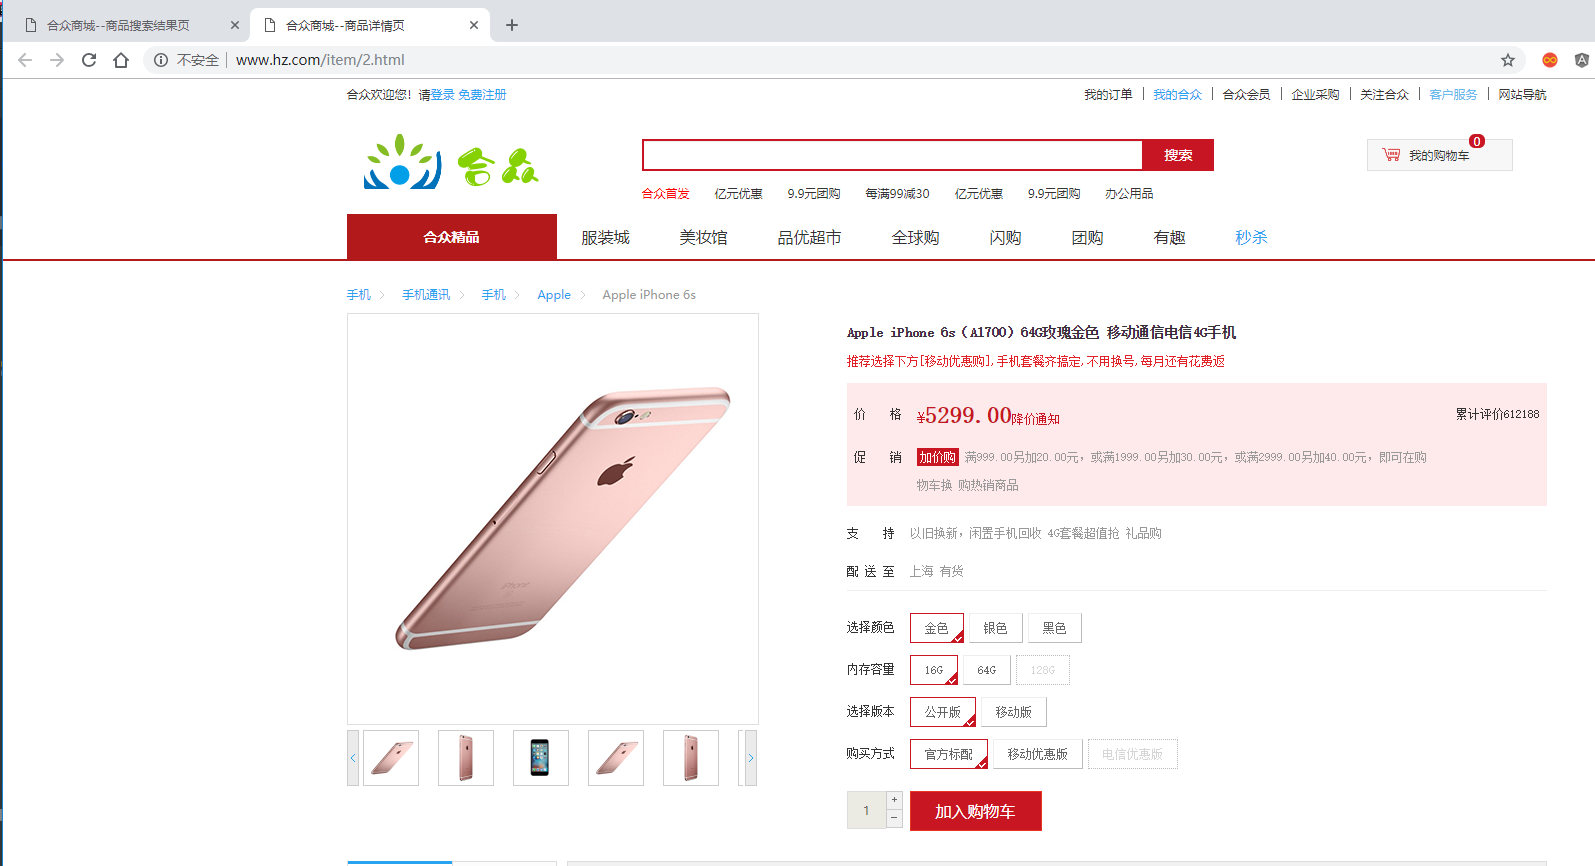 合众商城--商品搜索结果页
合众商城--商品详情页
不安全 www.hz.com/item/2.html
合众欢迎您！请登录 免费注册
我的订单 我的合众 合众会员 企业采购 关注合众 客户服务 网站导航
合众
搜索
0
我的购物车
合众首发 亿元优惠 9.9元团购 每满99减30 亿元优惠 9.9元团购 办公用品
合众精品 服装城 美妆馆 品优超市 全球购 闪购 团购 有趣 秒杀
手机 手机通讯 手机 Apple Apple iPhone 6s
Apple iPhone 6s（A1700）64G玫瑰金色 移动通信电信4G手机
推荐选择下方[移动优惠购],手机套餐齐搞定,不用换号,每月还有花费返
价 格 ¥5299.00降价通知 累计评价612188
促 销 加价购 满999.00另加20.00元，或满1999.00另加30.00元，或满2999.00另加40.00元，即可在购
物车换 购热销商品
支 持 以旧换新，闲置手机回收 4G套餐超值抢 礼品购
配 送 至 上海 有货
选择颜色 金色 银色 黑色
内存容量 16G 64G 128G
选择版本 公开版 移动版
购买方式 官方标配 移动优惠版 电信优惠版
1 + - 加入购物车
iPhone